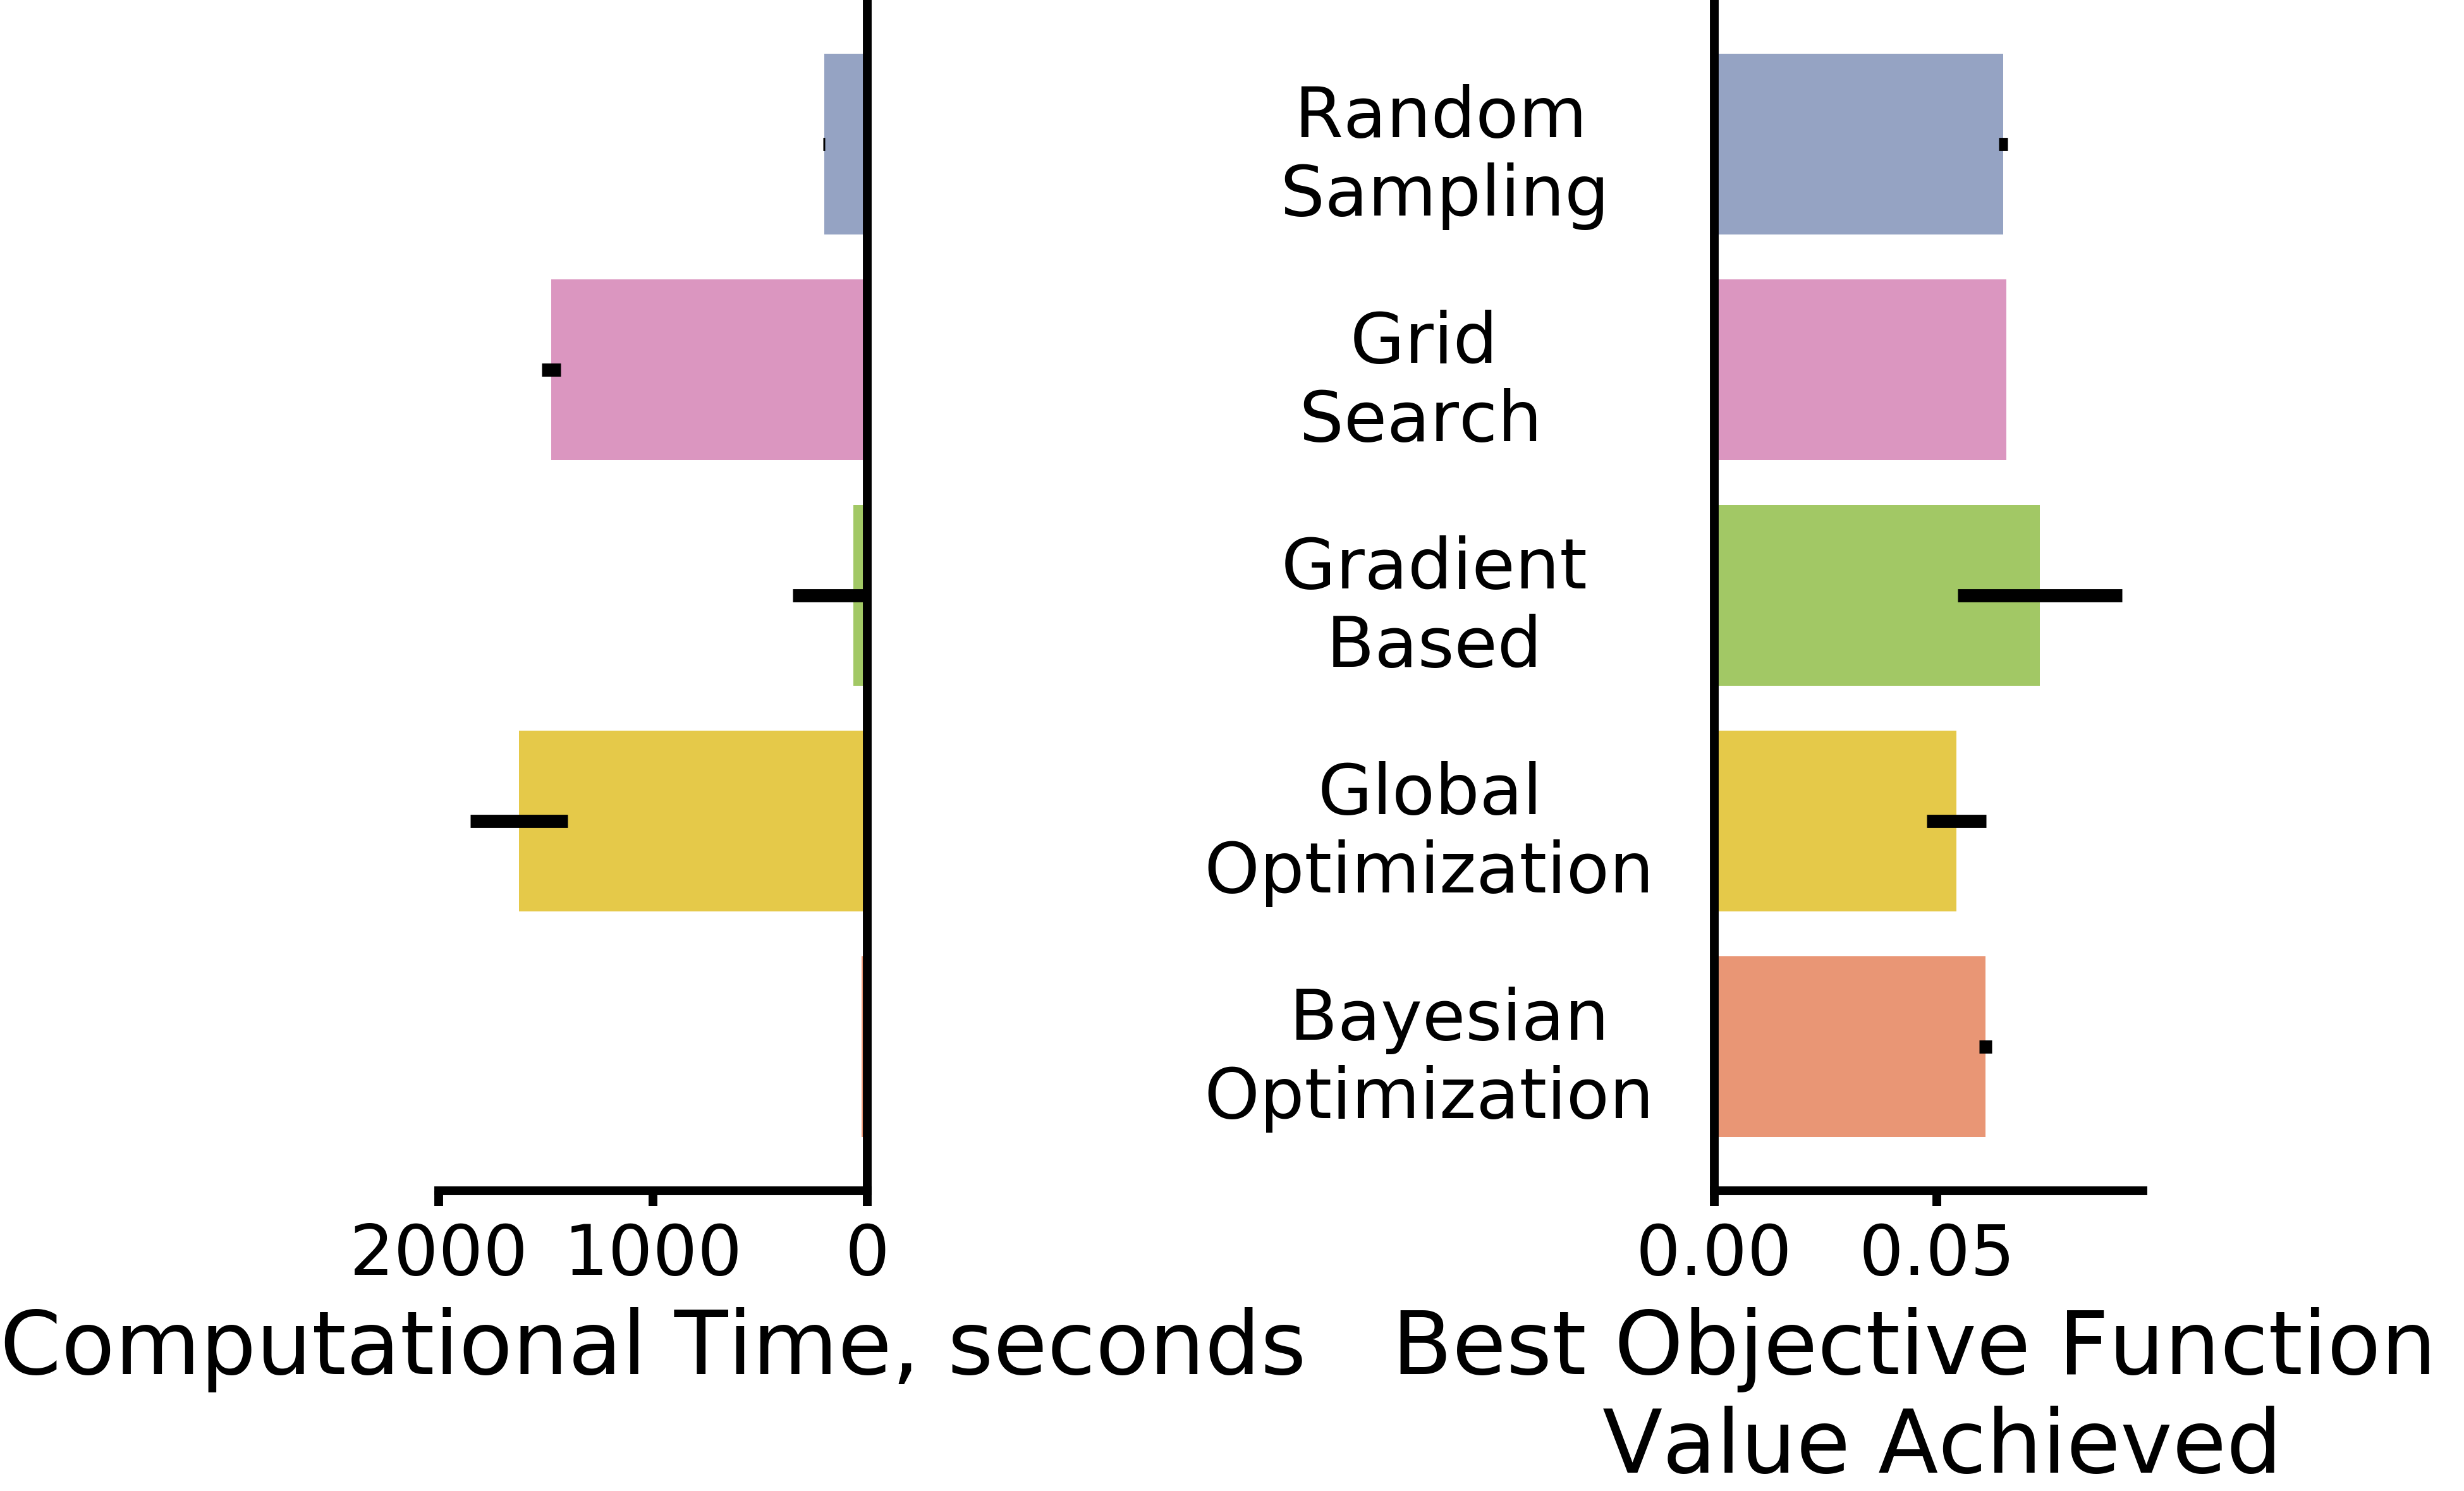 Random
Sampling
Grid
Search
Gradient
Based
Global
Optimization
Bayesian
Optimization
2000 1000 0
0.00 0.05
Computational Time, seconds
Best Objective Function
Value Achieved